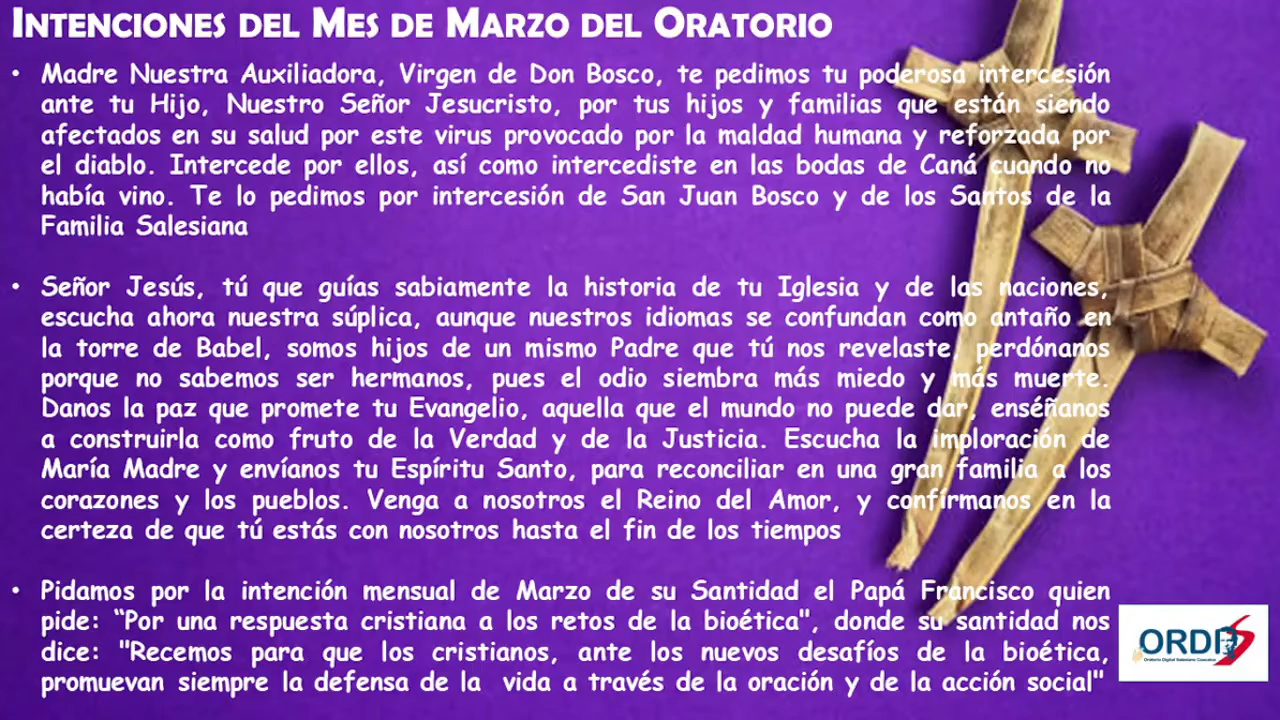 INTENCIONES DEL MES DE MARZO DEL ORATORIO
• Madre Nuestra Auxiliadora, Virgen de Don Bosco, te pedimos tu poderosa intercesión
ante tu Hijo, Nuestro Señor Jesucristo, por tus hijos y familias que están siendo
afectados en su salud por este virus provocado por la maldad humana y reforzada por
el diablo. Intercede por ellos, así como intercediste en las bodas de Caná cuando no
había vino. Te lo pedimos por intercesión de San Juan Bosco y de los Santos de la
Familia Salesiana
• Señor Jesús, tú que guías sabiamente la historia de tu Iglesia y de las naciones,
escucha ahora nuestra súplica, aunque nuestros idiomas se confundan como antaño en
la torre de Babel, somos hijos de un mismo Padre que tú nos revelaste, perdónanos
porque no sabemos ser hermanos, pues el odio siembra más miedo y más muerte.
Danos la paz que promete tu Evangelio, aquella que el mundo no puede dar, enséñanos
a construirla como fruto de la Verdad y de la Justicia. Escucha la imploración de
María Madre y envíanos tu Espíritu Santo, para reconciliar en una gran familia a los
corazones y los pueblos. Venga a nosotros el Reino del Amor, y confírmanos en la
certeza de que tú estás con nosotros hasta el fin de los tiempos
• Pidamos por la intención mensual de Marzo de su Santidad el Papá Francisco quien
pide: “Por una respuesta cristiana a los retos de la bioética", donde su santidad nos
dice: "Recemos para que los cristianos, ante los nuevos desafíos de la bioética,
promuevan siempre la defensa de la vida a través de la oración y de la acción social"
ORDIS
Oratorio Digital Salesiano